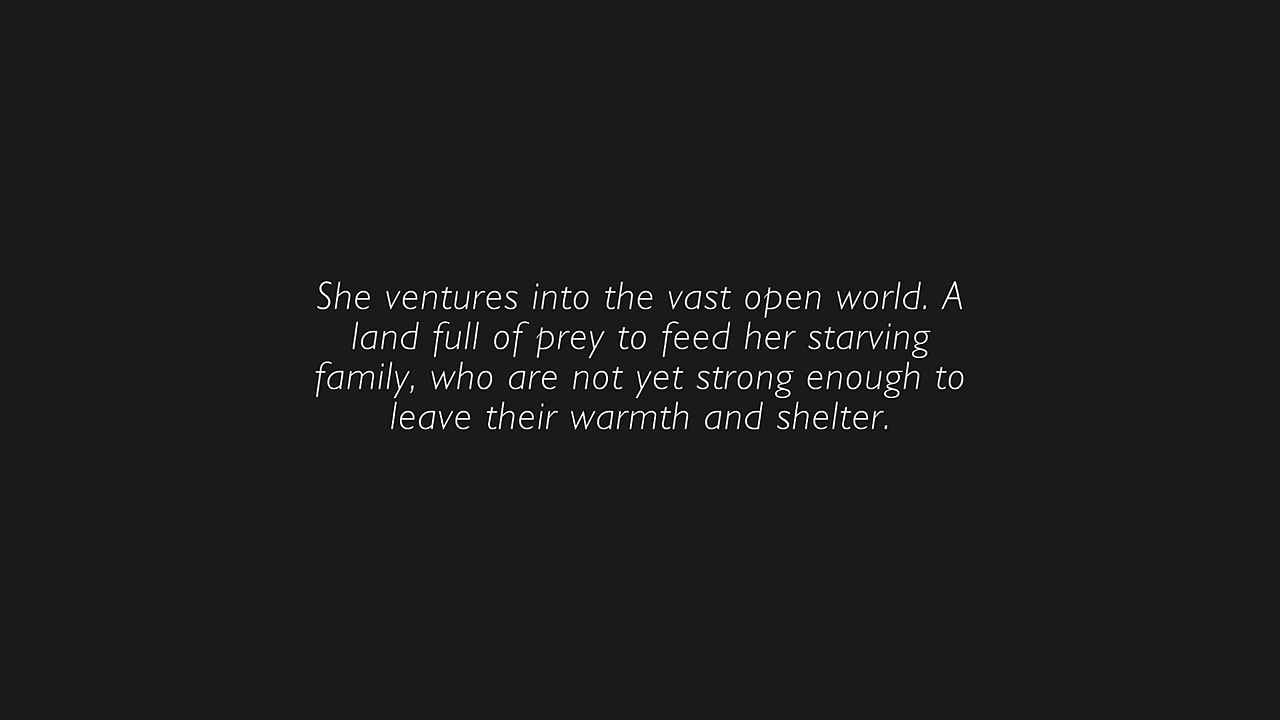 She ventures into the vast open world. A
land full of prey to feed her starving
family, who are not yet strong enough to
leave their warmth and shelter.